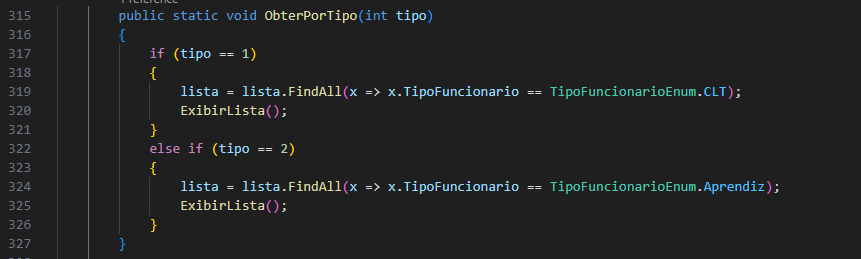 1 reference
315 public static void ObterPorTipo(int tipo)
316 {
317 if (tipo == 1)
318 {
319 lista = lista.FindAll(x => x.TipoFuncionario == TipoFuncionarioEnum.CLT);
320 ExibirLista();
321 }
322 else if (tipo == 2)
323 {
324 lista = lista.FindAll(x => x.TipoFuncionario == TipoFuncionarioEnum.Aprendiz);
325 ExibirLista();
326 }
327 }